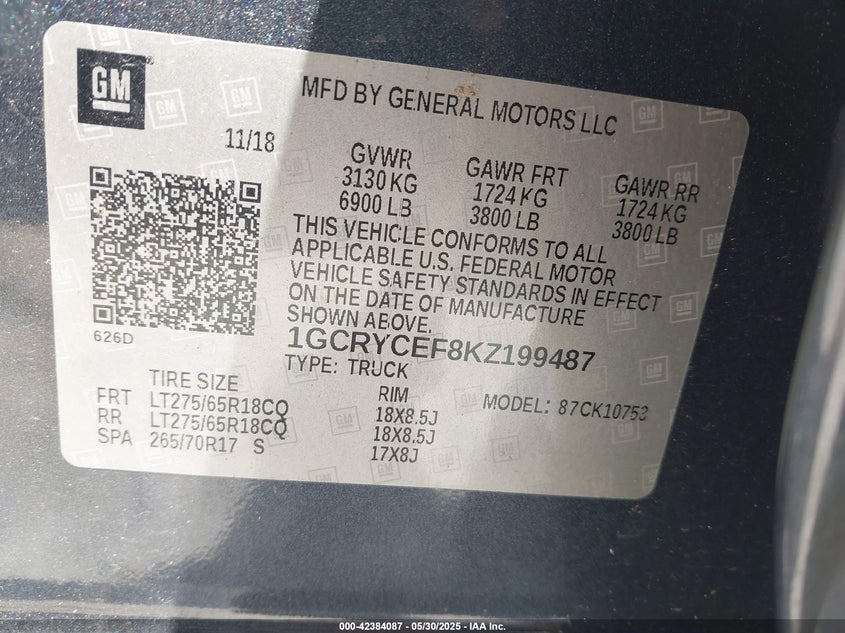 GM
MFD BY GENERAL MOTORS LLC
11/18
GVWR
3130 KG
6900 LB
GAWR FRT
1724 KG
3800 LB
GAWR RR
1724 KG
3800 LB
THIS VEHICLE CONFORMS TO ALL
APPLICABLE U.S. FEDERAL MOTOR
VEHICLE SAFETY STANDARDS IN EFFECT
ON THE DATE OF MANUFACTURE
SHOWN ABOVE.
626D
1GCRYCEF8KZ199487
TYPE: TRUCK
TIRE SIZE
RIM
MODEL: 87CK10753
FRT LT275/65R18CQ 18X8.5J
RR LT275/65R18CQ 18X8.5J
SPA 265/70R17 S 17X8J
000-42384087 — 05/30/2025 - IAA Inc.